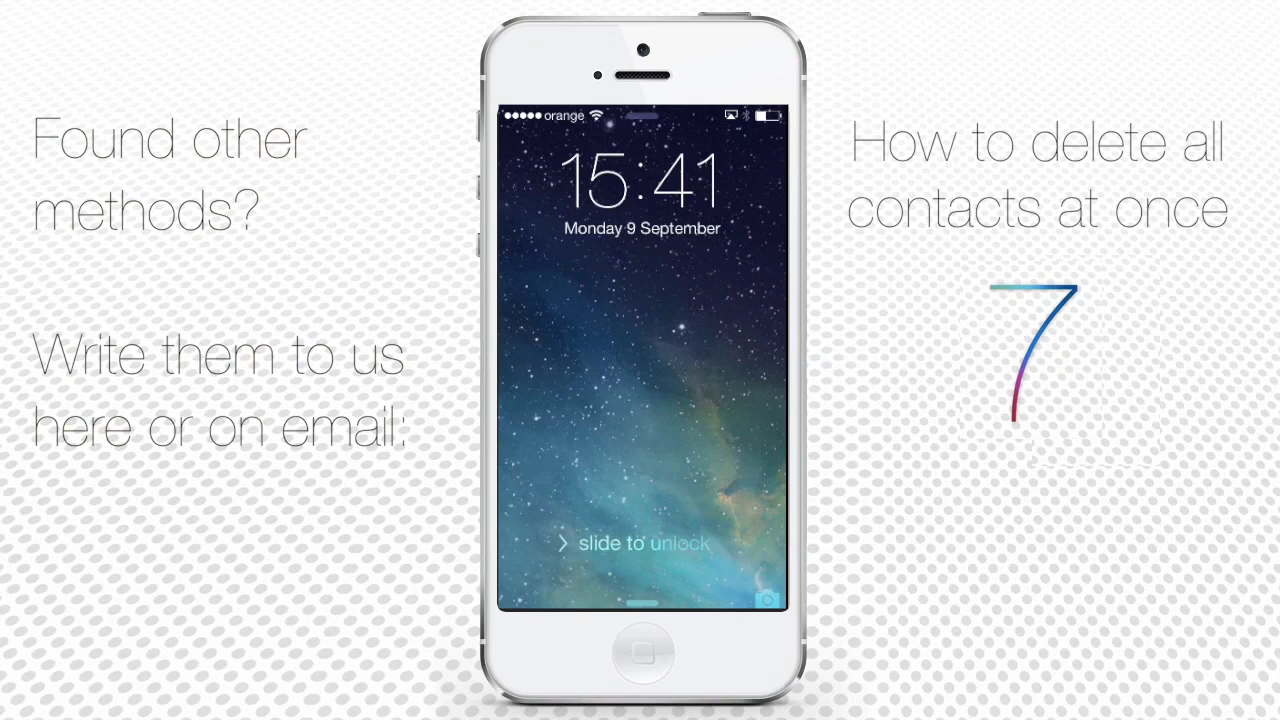 Found other
methods?
Write them to us
here or on email:
orange
15:41
Monday 9 September
slide to unlock
How to delete all
contacts at once
7